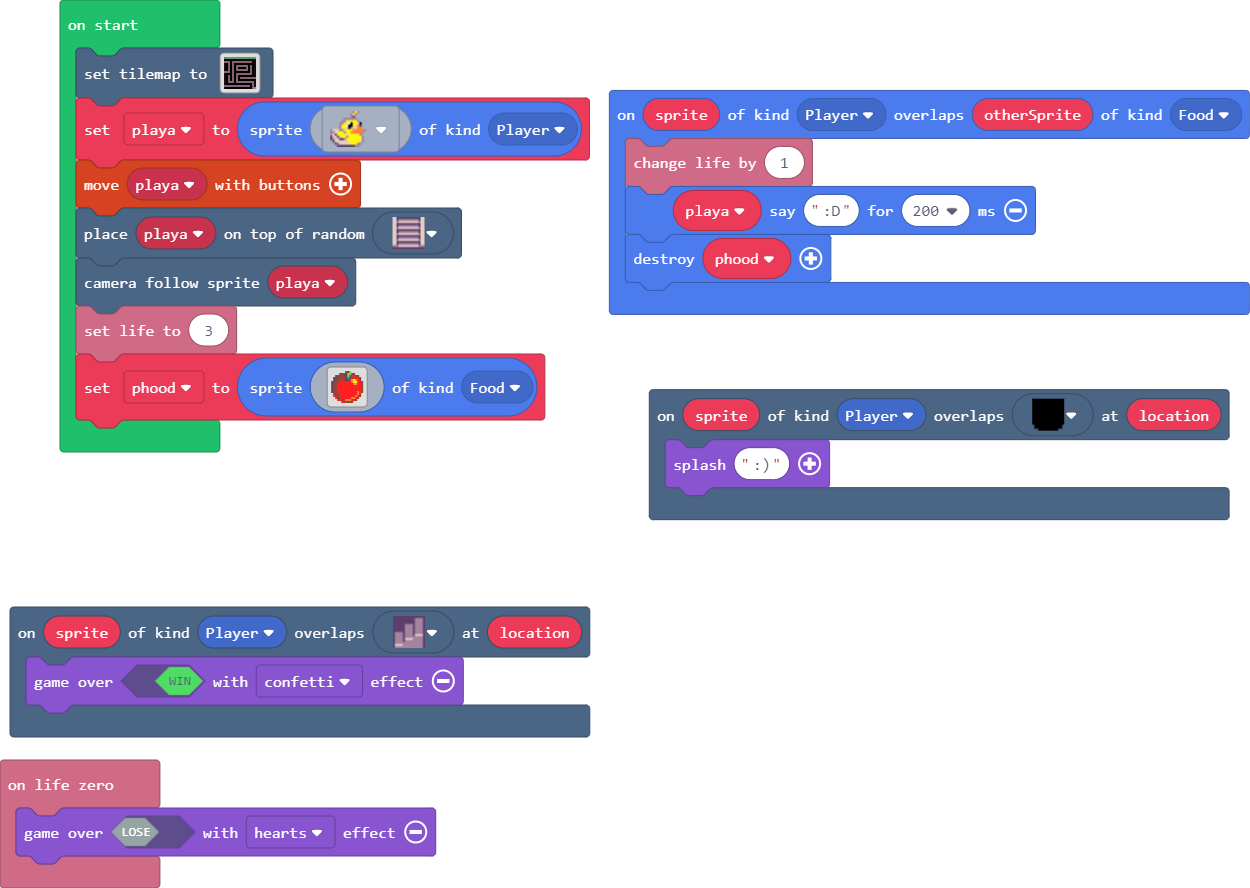 on start
set tilemap to
set playa to sprite of kind Player
move playa with buttons
place playa on top of random
camera follow sprite playa
set life to 3
set phood to sprite of kind Food
on sprite of kind Player overlaps otherSprite of kind Food
change life by 1
playa say ":D" for 200 ms
destroy phood
on sprite of kind Player overlaps at location
splash ":)"
on sprite of kind Player overlaps at location
game over WIN with confetti effect
on life zero
game over LOSE with hearts effect